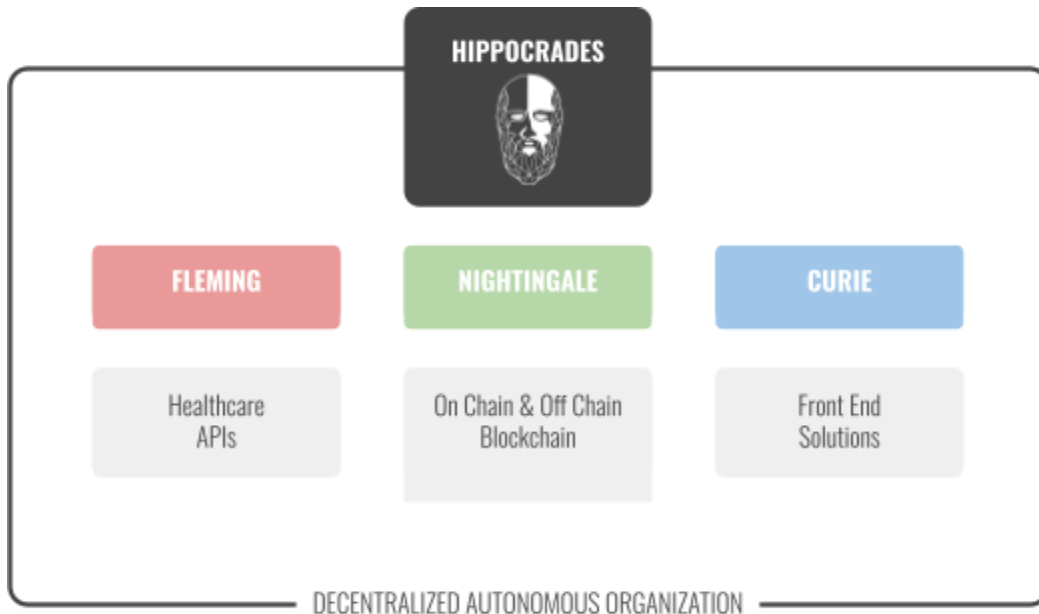 HIPPOCRADES
FLEMING
NIGHTINGALE
CURIE
Healthcare
APIs
On Chain & Off Chain
Blockchain
Front End
Solutions
DECENTRALIZED AUTONOMOUS ORGANIZATION